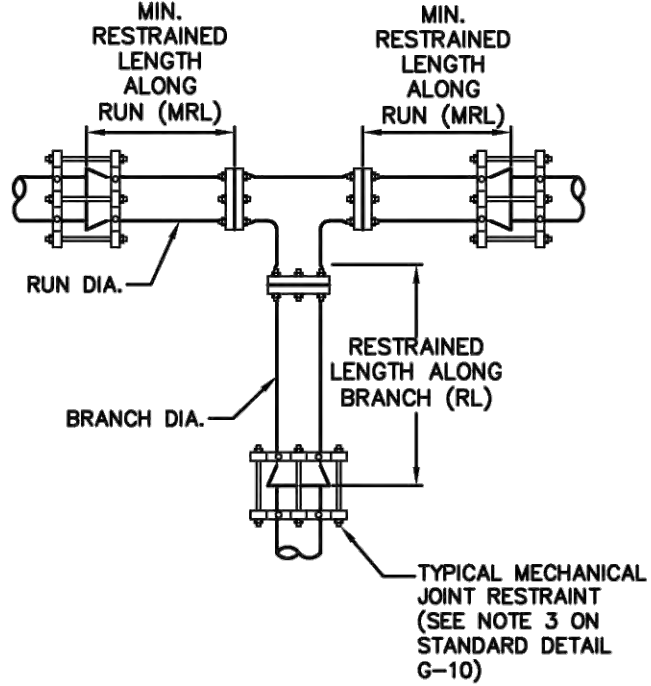 MIN.
RESTRAINED
LENGTH
ALONG
RUN (MRL)
MIN.
RESTRAINED
LENGTH
ALONG
RUN (MRL)
RUN DIA.
RESTRAINED
LENGTH ALONG
BRANCH (RL)
BRANCH DIA.
TYPICAL MECHANICAL
JOINT RESTRAINT
(SEE NOTE 3 ON
STANDARD DETAIL
G-10)